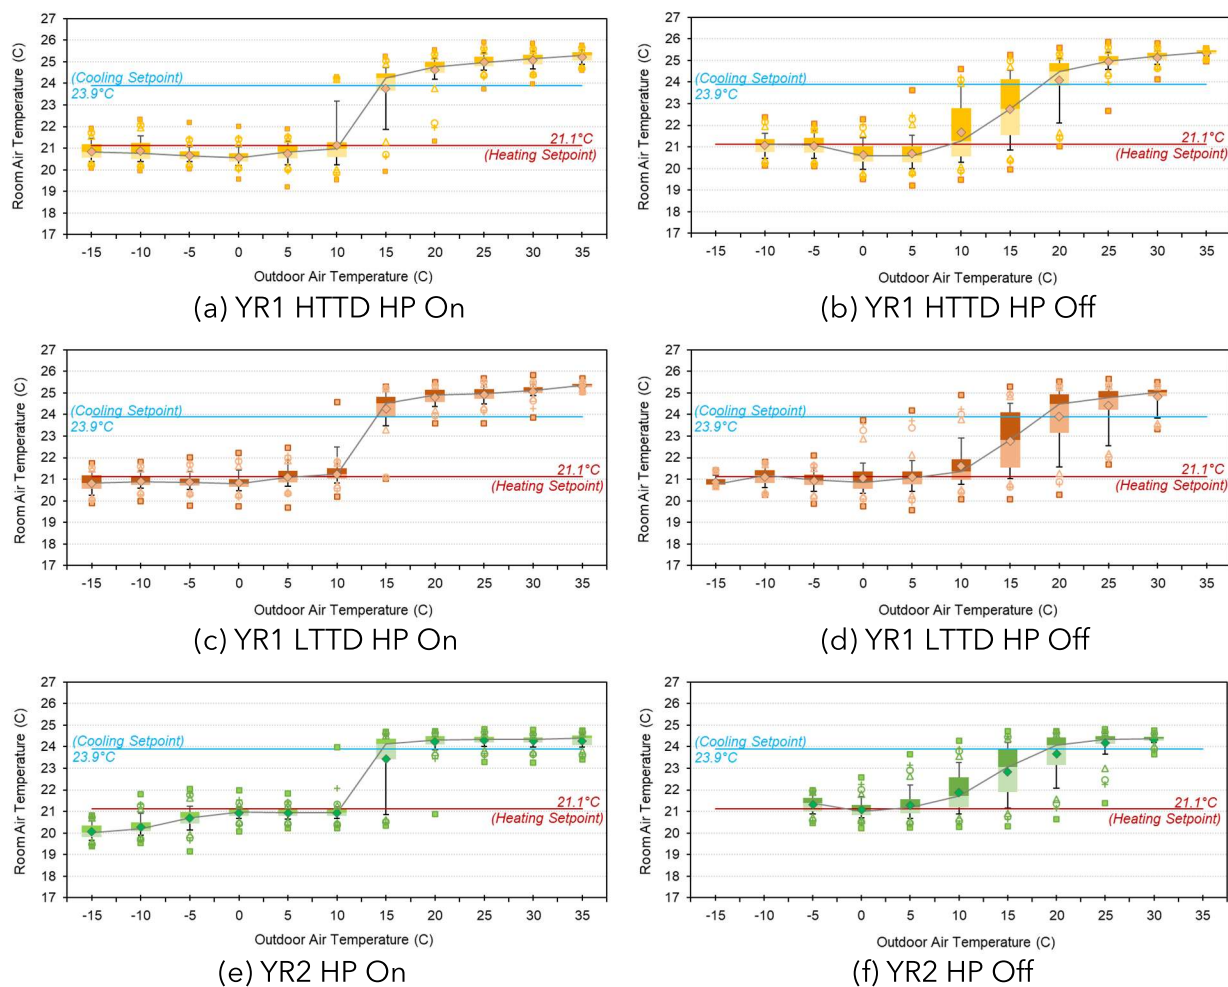 27
26
25
24
23
22
21
20
19
18
17
Room Air Temperature (C)
(Cooling Setpoint)
23.9°C
21.1°C
(Heating Setpoint)
-15 -10 -5 0 5 10 15 20 25 30 35
Outdoor Air Temperature (C)
(a) YR1 HTTD HP On
27
26
25
24
23
22
21
20
19
18
17
Room Air Temperature (C)
(Cooling Setpoint)
23.9°C
21.1°C
(Heating Setpoint)
-15 -10 -5 0 5 10 15 20 25 30 35
Outdoor Air Temperature (C)
(b) YR1 HTTD HP Off
27
26
25
24
23
22
21
20
19
18
17
Room Air Temperature (C)
(Cooling Setpoint)
23.9°C
21.1°C
(Heating Setpoint)
-15 -10 -5 0 5 10 15 20 25 30 35
Outdoor Air Temperature (C)
(c) YR1 LTTD HP On
27
26
25
24
23
22
21
20
19
18
17
Room Air Temperature (C)
(Cooling Setpoint)
23.9°C
21.1°C
(Heating Setpoint)
-15 -10 -5 0 5 10 15 20 25 30 35
Outdoor Air Temperature (C)
(d) YR1 LTTD HP Off
27
26
25
24
23
22
21
20
19
18
17
Room Air Temperature (C)
(Cooling Setpoint)
23.9°C
21.1°C
(Heating Setpoint)
-15 -10 -5 0 5 10 15 20 25 30 35
Outdoor Air Temperature (C)
(e) YR2 HP On
27
26
25
24
23
22
21
20
19
18
17
Room Air Temperature (C)
(Cooling Setpoint)
23.9°C
21.1°C
(Heating Setpoint)
-15 -10 -5 0 5 10 15 20 25 30 35
Outdoor Air Temperature (C)
(f) YR2 HP Off